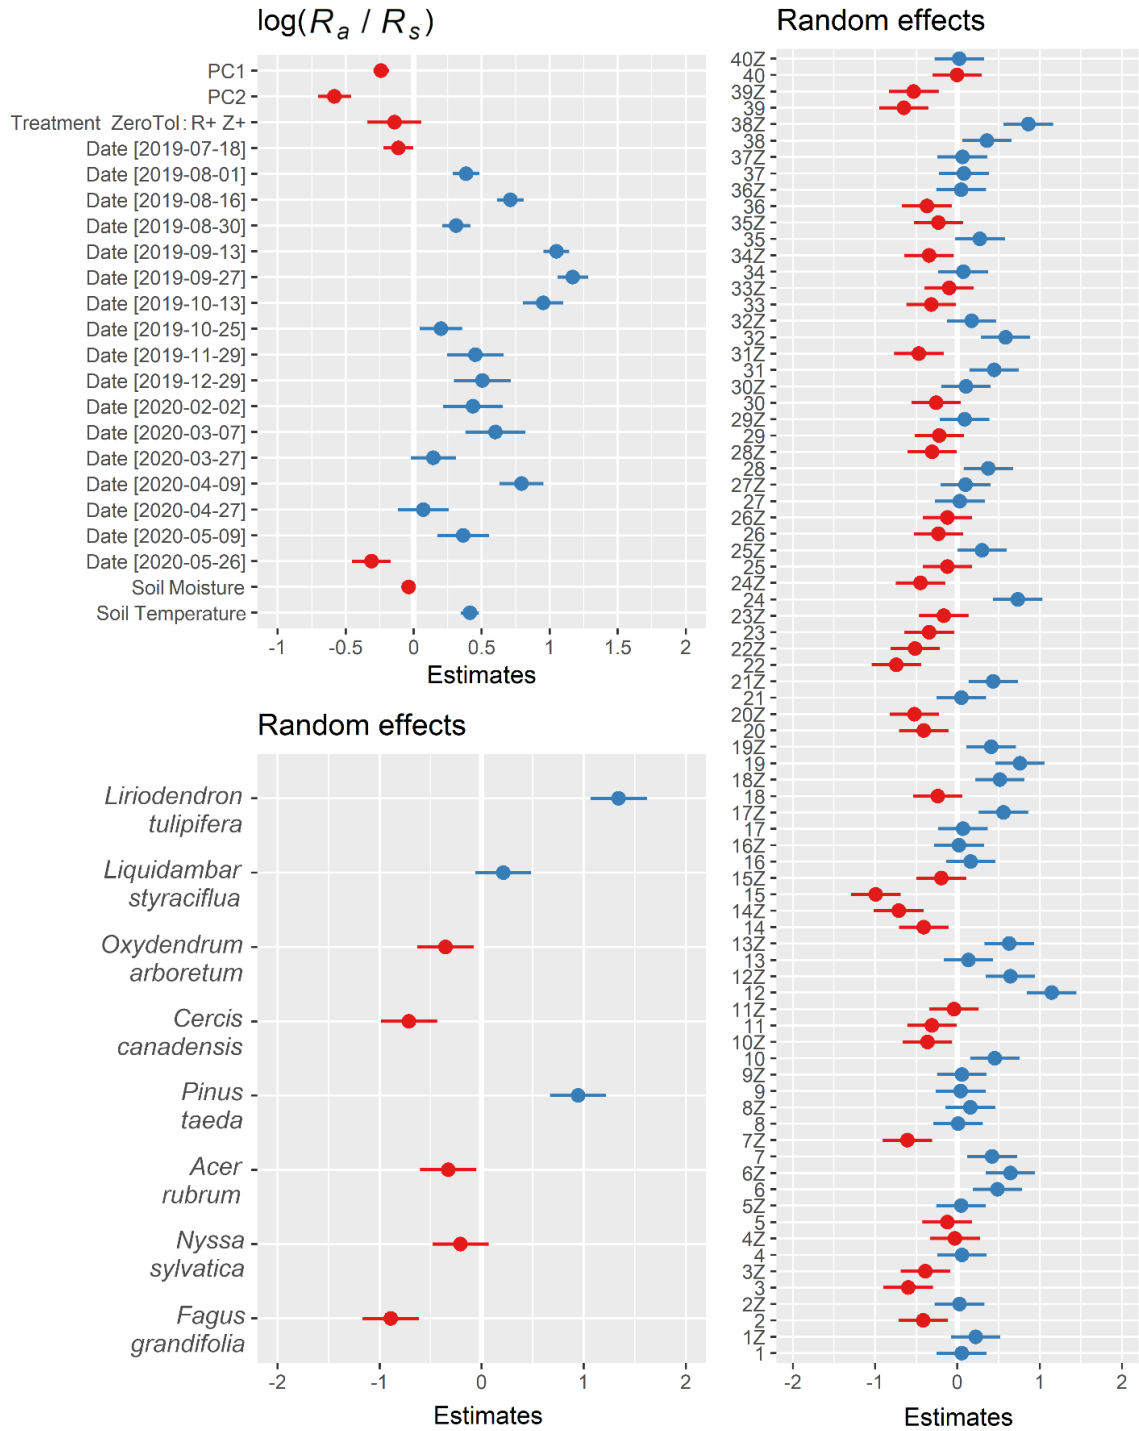 log(Ra / Rs)
PC1
PC2
Treatment ZeroTol: R+ Z+
Date [2019-07-18]
Date [2019-08-01]
Date [2019-08-16]
Date [2019-08-30]
Date [2019-09-13]
Date [2019-09-27]
Date [2019-10-13]
Date [2019-10-25]
Date [2019-11-29]
Date [2019-12-29]
Date [2020-02-02]
Date [2020-03-07]
Date [2020-03-27]
Date [2020-04-09]
Date [2020-04-27]
Date [2020-05-09]
Date [2020-05-26]
Soil Moisture
Soil Temperature
-1 -0.5 0 0.5 1 1.5 2
Estimates
Random effects
Liriodendron
tulipifera
Liquidambar
styraciflua
Oxydendrum
arboretum
Cercis
canadensis
Pinus
taeda
Acer
rubrum
Nyssa
sylvatica
Fagus
grandifolia
-2 -1 0 1 2
Estimates
Random effects
40Z
40
39Z
39
38Z
38
37Z
37
36Z
36
35Z
35
34Z
34
33Z
33
32Z
32
31Z
31
30Z
30
29Z
29
28Z
28
27Z
27
26Z
26
25Z
25
24Z
24
23Z
23
22Z
22
21Z
21
20Z
20
19Z
19
18Z
18
17Z
17
16Z
16
15Z
15
14Z
14
13Z
13
12Z
12
11Z
11
10Z
10
9Z
9
8Z
8
7Z
7
6Z
6
5Z
5
4Z
4
3Z
3
2Z
2
1Z
1
-2 -1 0 1 2
Estimates